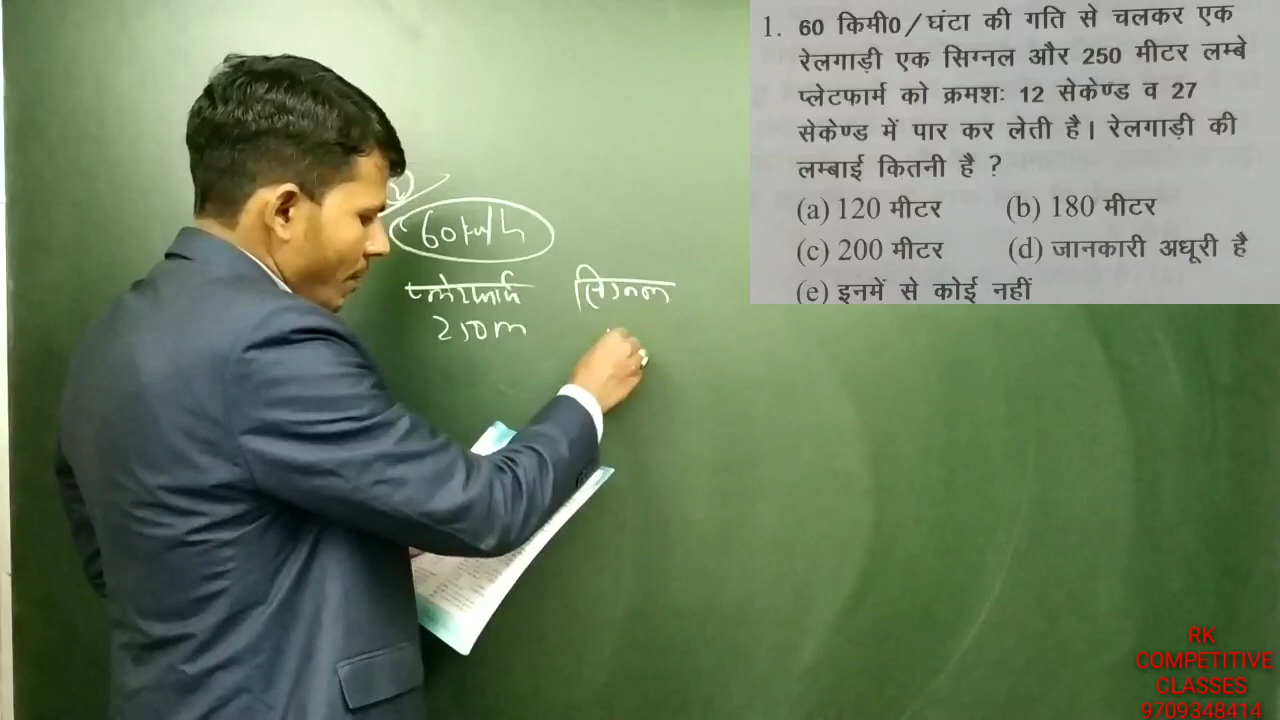 1. 60 किमी0/घंटा की गति से चलकर एक
रेलगाड़ी एक सिग्नल और 250 मीटर लम्बे
प्लेटफार्म को क्रमशः 12 सेकेण्ड व 27
सेकेण्ड में पार कर लेती है। रेलगाड़ी की
लम्बाई कितनी है ?
(a) 120 मीटर (b) 180 मीटर
(c) 200 मीटर (d) जानकारी अधूरी है
(e) इनमें से कोई नहीं
60 km/h
प्लेटफार्म सिग्नल
250m
RK
COMPETITIVE
CLASSES
9709348414